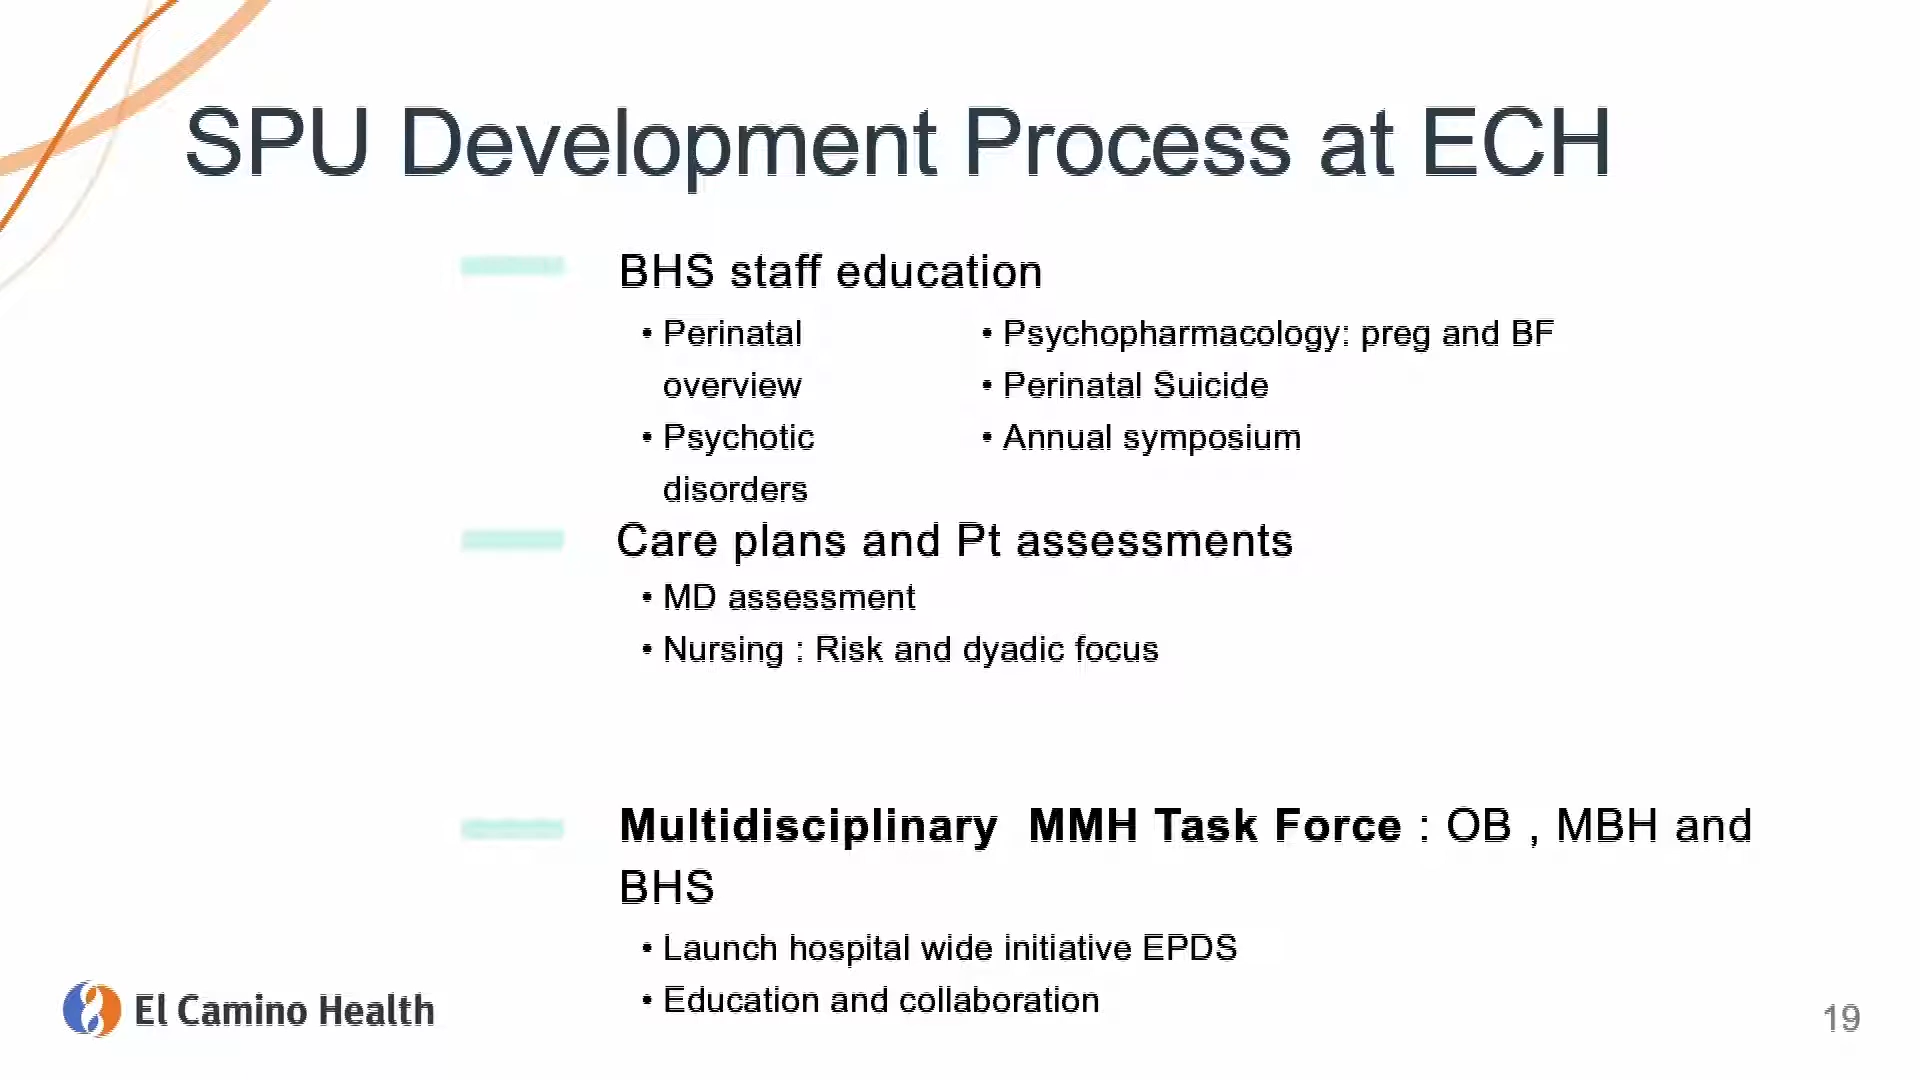 SPU Development Process at ECH
BHS staff education
• Perinatal
overview
• Psychotic
disorders
• Psychopharmacology: preg and BF
• Perinatal Suicide
• Annual symposium
Care plans and Pt assessments
• MD assessment
• Nursing : Risk and dyadic focus
Multidisciplinary MMH Task Force : OB , MBH and
BHS
• Launch hospital wide initiative EPDS
• Education and collaboration
El Camino Health
19